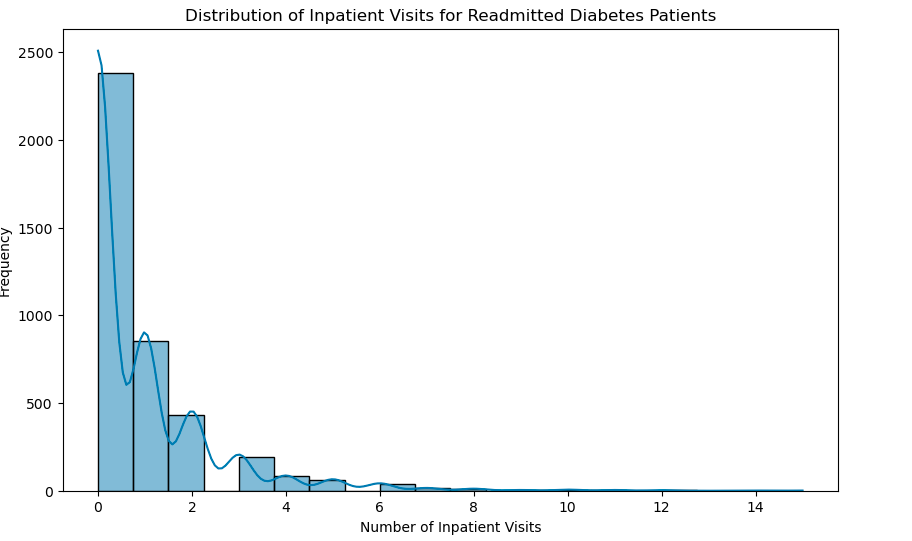 Distribution of Inpatient Visits for Readmitted Diabetes Patients
2500
2000
1500
1000
500
0
Frequency
0 2 4 6 8 10 12 14
Number of Inpatient Visits